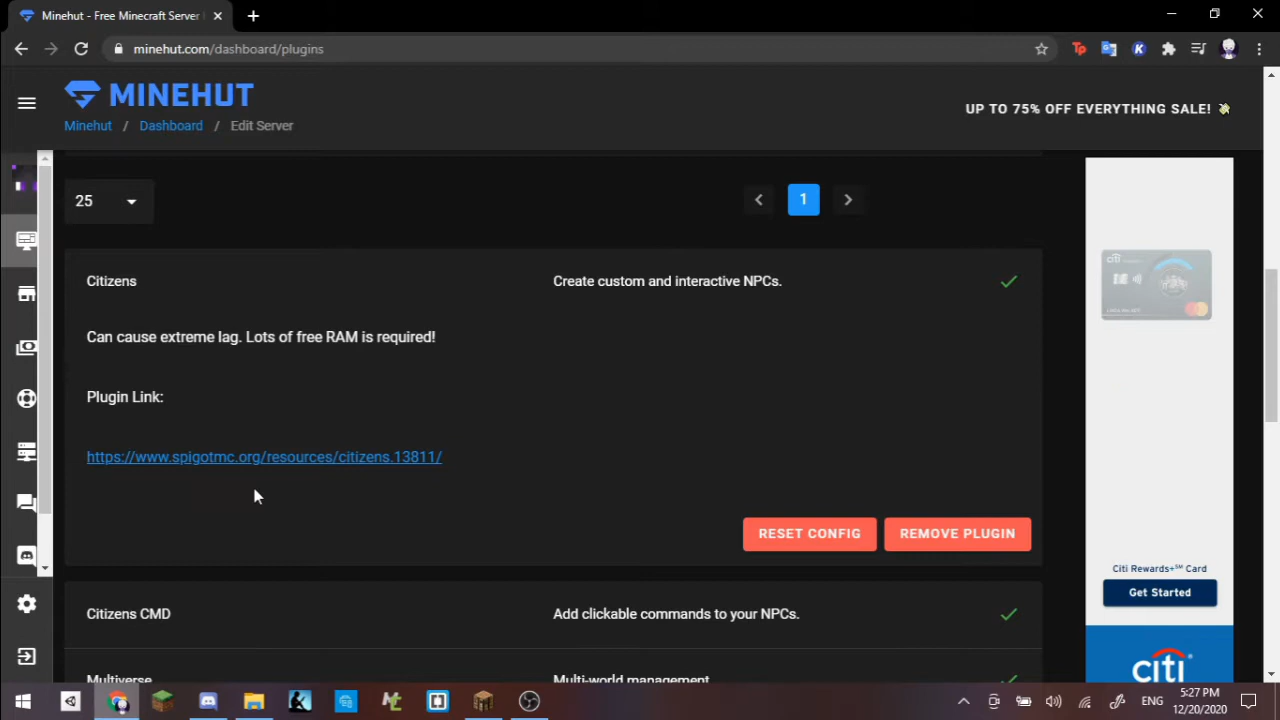 Minehut - Free Minecraft Server
minehut.com/dashboard/plugins
MINEHUT
UP TO 75% OFF EVERYTHING SALE!
Minehut / Dashboard / Edit Server
25
1
Citizens
Create custom and interactive NPCs.
Can cause extreme lag. Lots of free RAM is required!
Plugin Link:
https://www.spigotmc.org/resources/citizens.13811/
RESET CONFIG
REMOVE PLUGIN
Citizens CMD
Add clickable commands to your NPCs.
Multiverse
Multi-world management
citi
Citi Rewards+℠ Card
Get Started
citi
ENG
5:27 PM
12/20/2020